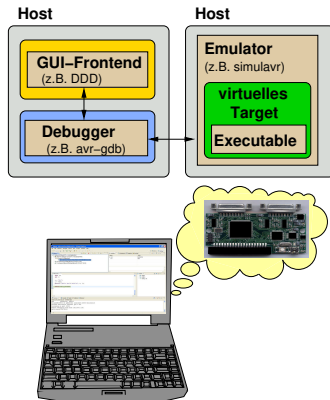 Host
Host
GUI–Frontend
(z.B. DDD)
Debugger
(z.B. avr–gdb)
Emulator
(z.B. simulavr)
virtuelles
Target
Executable